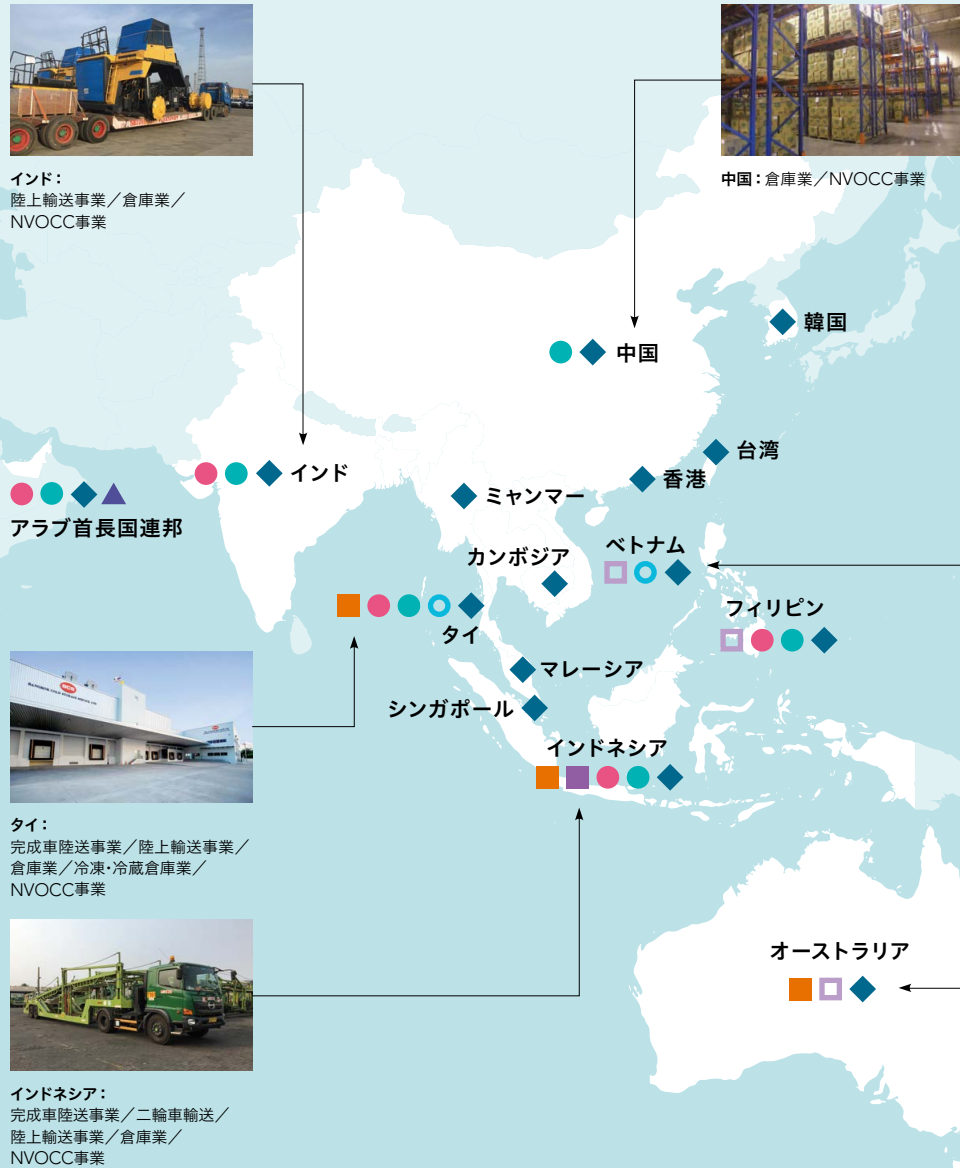 インド：
陸上輸送事業／倉庫業／
NVOCC事業
中国：倉庫業／NVOCC事業
韓国
中国
台湾
香港
インド
ミャンマー
アラブ首長国連邦
カンボジア
ベトナム
フィリピン
タイ
マレーシア
シンガポール
インドネシア
タイ：
完成車陸送事業／陸上輸送事業／
倉庫業／冷凍・冷蔵倉庫業／
NVOCC事業
オーストラリア
インドネシア：
完成車陸送事業／二輪車輸送／
陸上輸送事業／倉庫業／
NVOCC事業